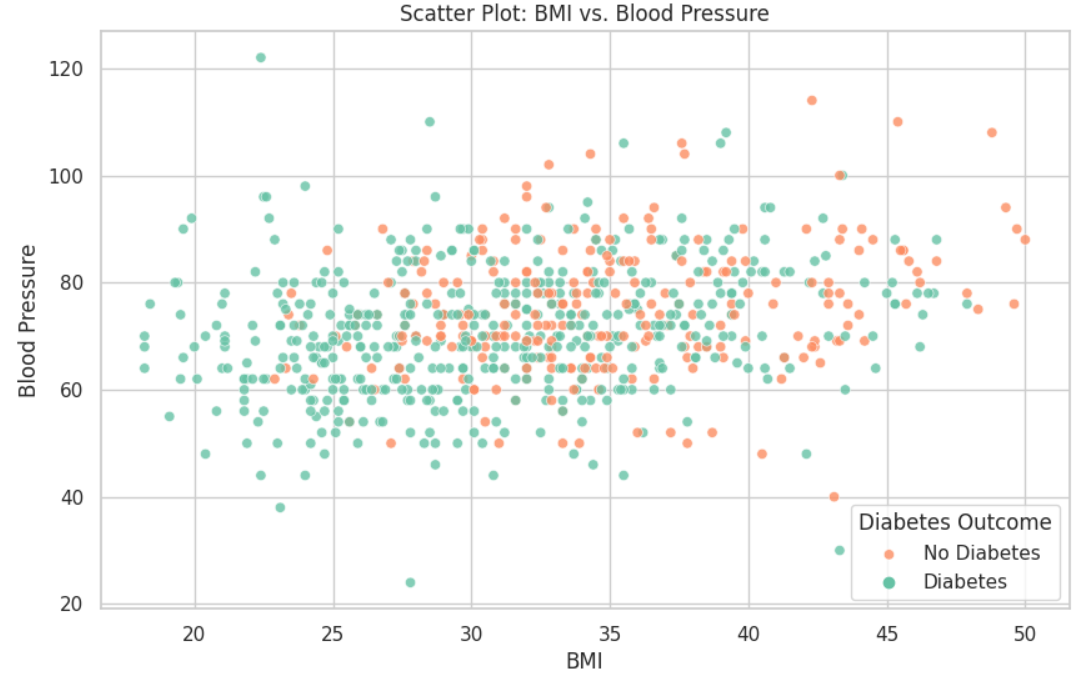 Scatter Plot: BMI vs. Blood Pressure
120
100
80
60
40
20
Blood Pressure
20 25 30 35 40 45 50
BMI
Diabetes Outcome
No Diabetes
Diabetes